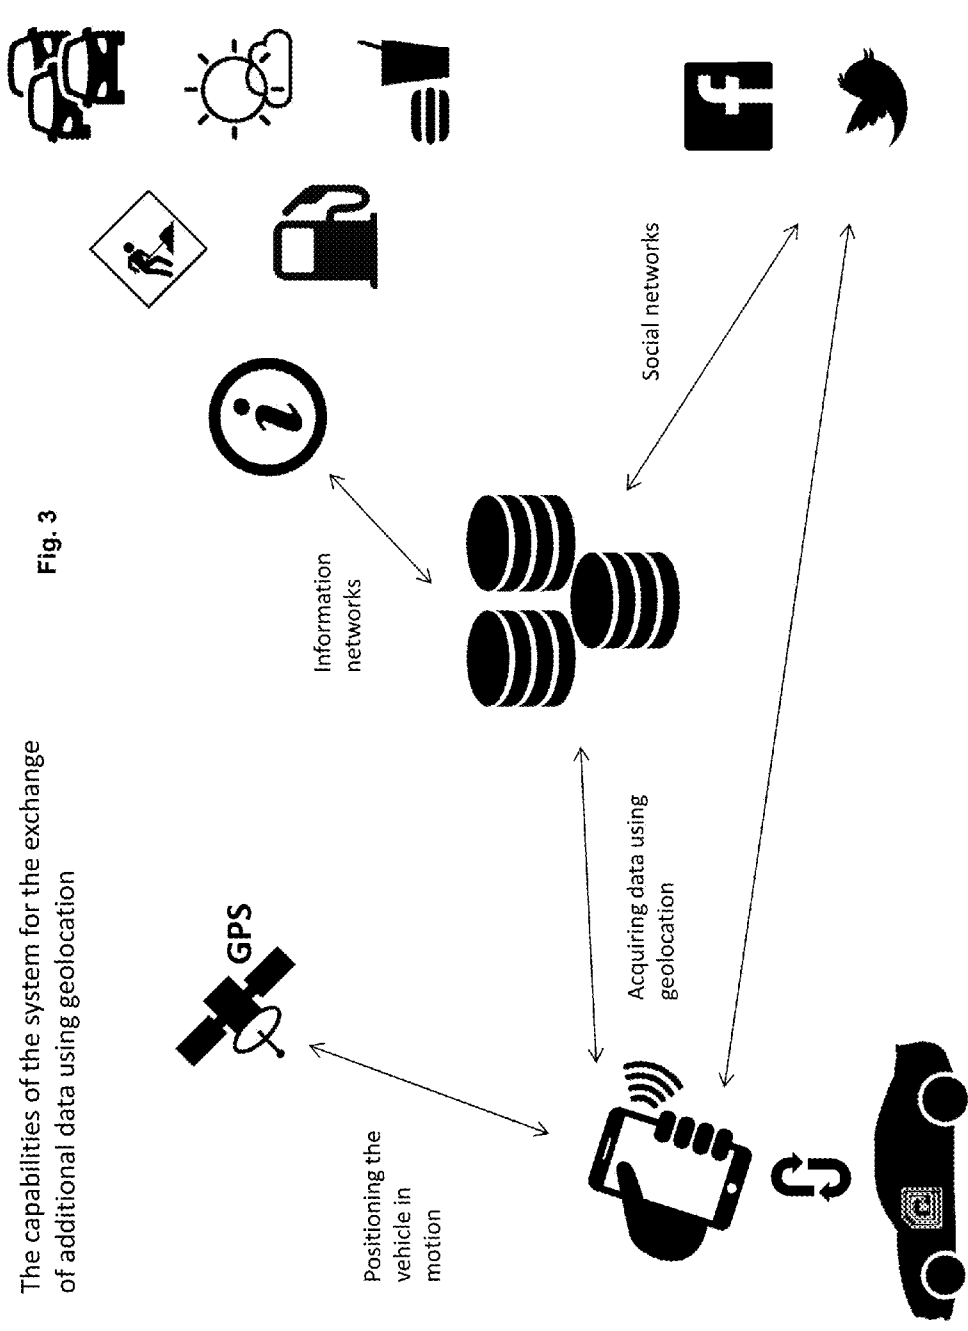 The capabilities of the system for the exchange
of additional data using geolocation
Fig. 3
GPS
Positioning the
vehicle in
motion
Information
networks
Acquiring data using
geolocation
Social networks
i
f